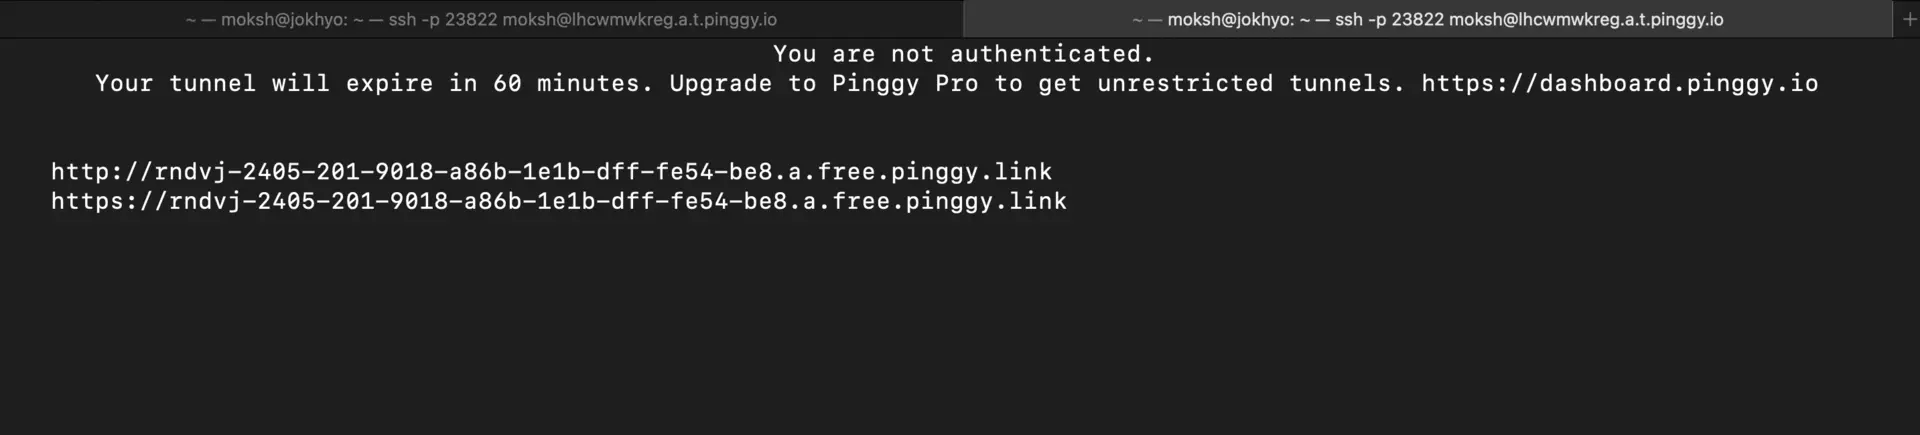 ~ — moksh@jokhyo: ~ — ssh -p 23822 moksh@lhcwmwkreg.a.t.pinggy.io
~ — moksh@jokhyo: ~ — ssh -p 23822 moksh@lhcwmwkreg.a.t.pinggy.io
You are not authenticated.
Your tunnel will expire in 60 minutes. Upgrade to Pinggy Pro to get unrestricted tunnels. https://dashboard.pinggy.io
http://rndvj-2405-201-9018-a86b-1e1b-dff-fe54-be8.a.free.pinggy.link
https://rndvj-2405-201-9018-a86b-1e1b-dff-fe54-be8.a.free.pinggy.link